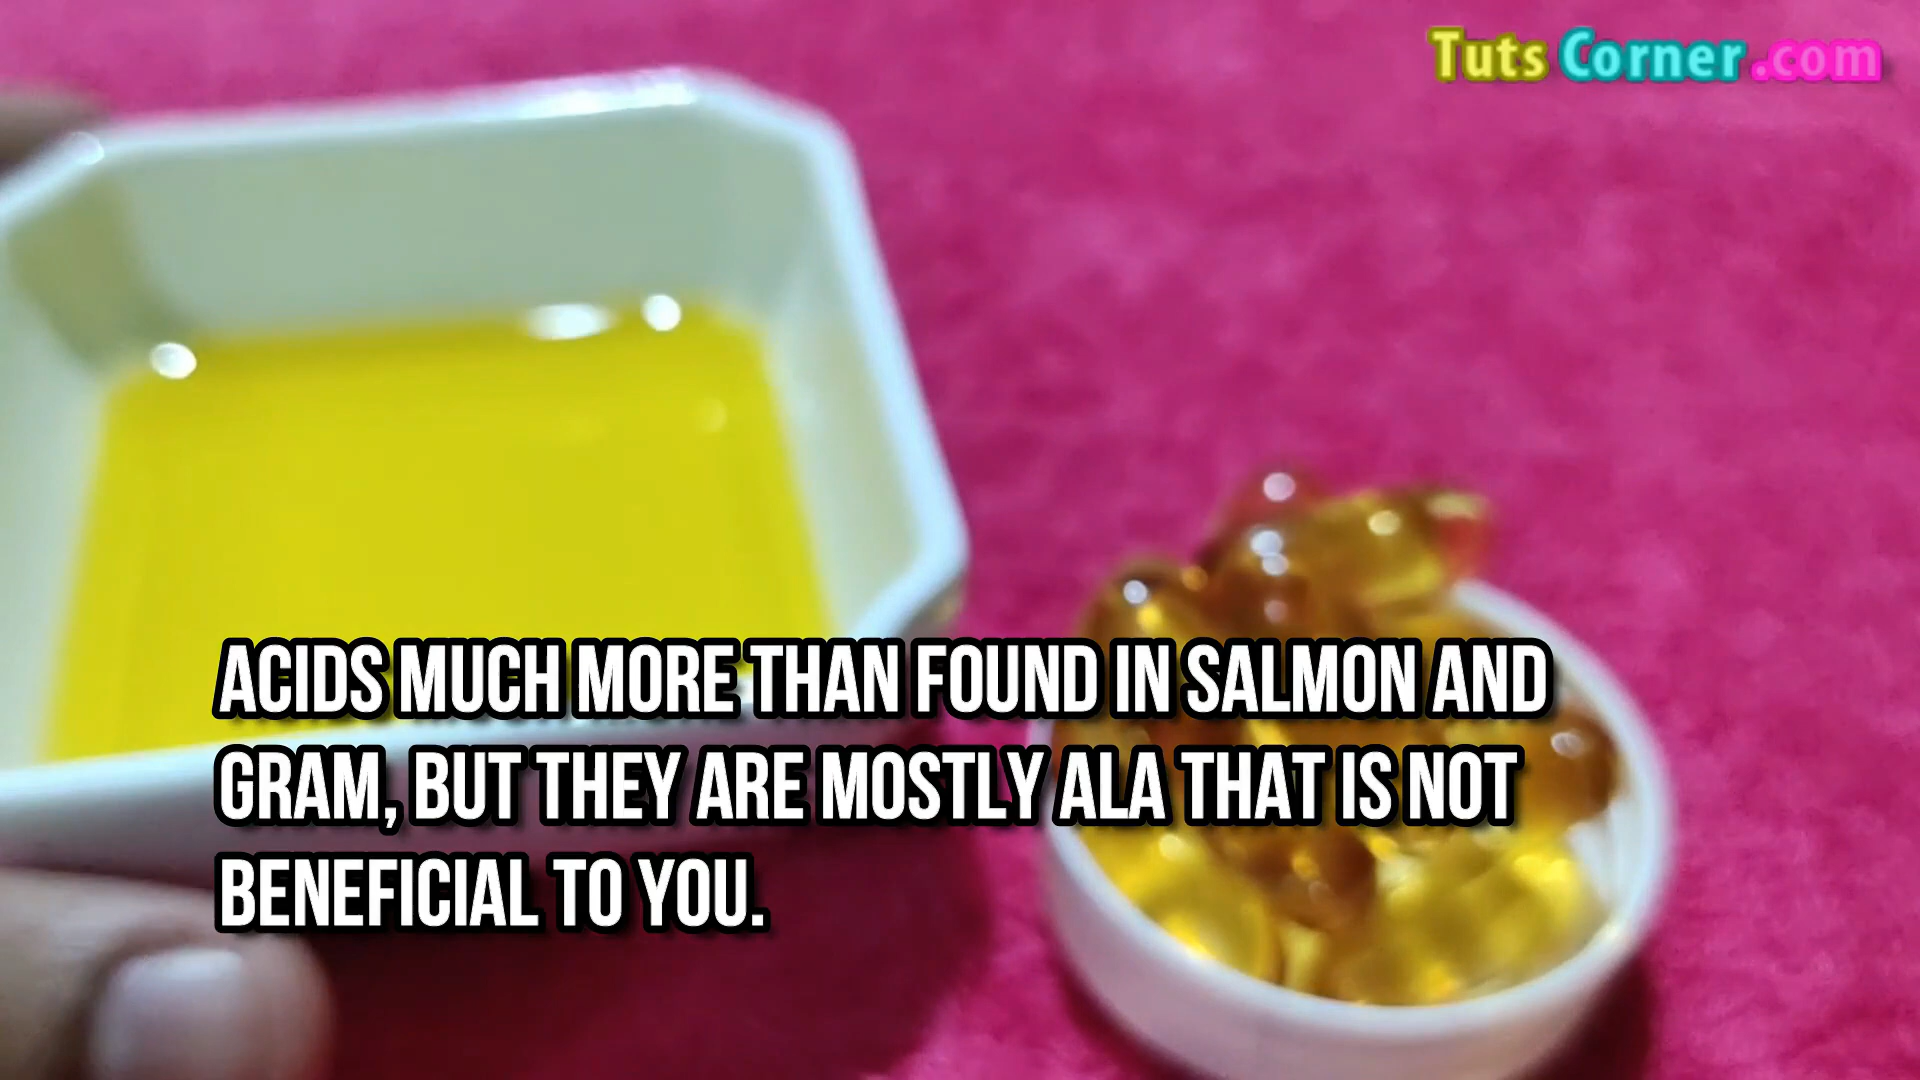 Tuts Corner .com
ACIDS MUCH MORE THAN FOUND IN SALMON AND
GRAM, BUT THEY ARE MOSTLY ALA THAT IS NOT
BENEFICIAL TO YOU.